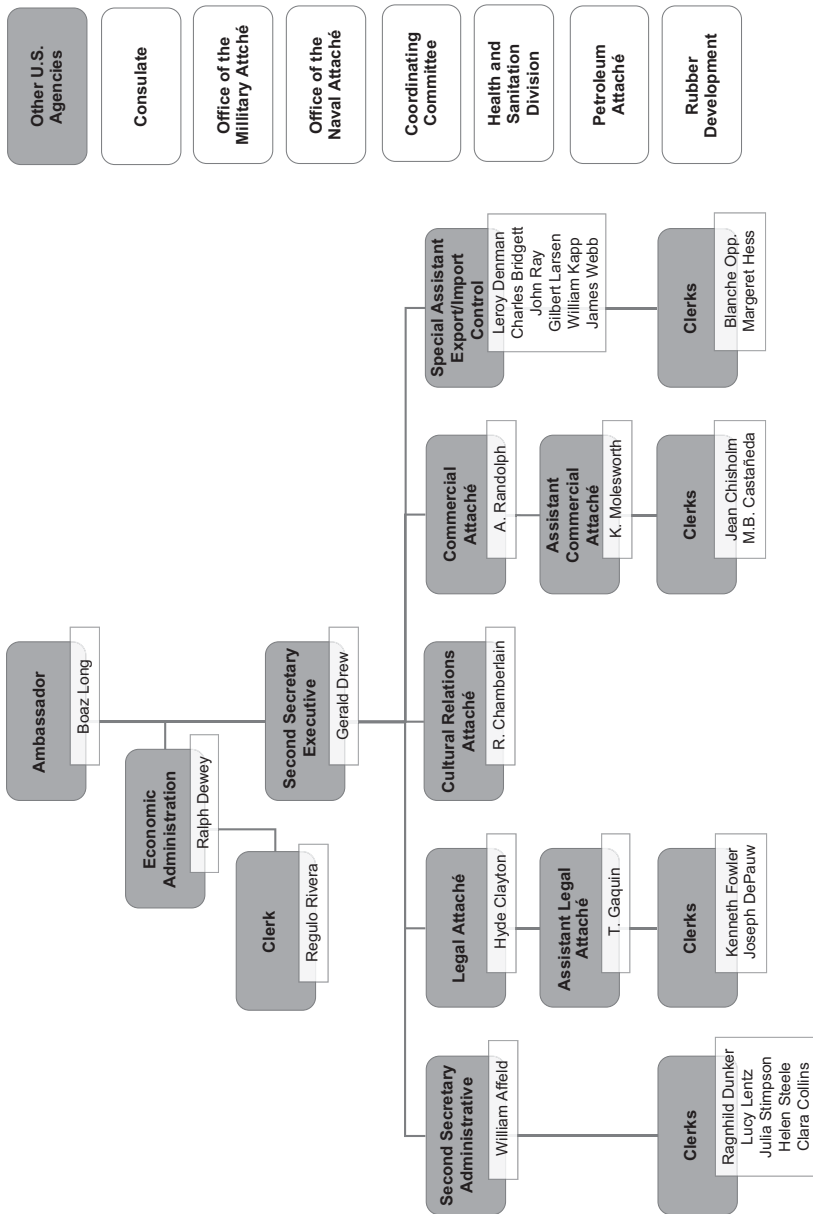 Ambassador
Boaz Long
Economic
Administration
Ralph Dewey
Clerk
Regulo Rivera
Second Secretary
Executive
Gerald Drew
Second Secretary
Administrative
William Affeld
Clerks
Ragnhild Dunker
Lucy Lentz
Julia Stimpson
Helen Steele
Clara Collins
Legal Attaché
Hyde Clayton
Assistant Legal
Attaché
T. Gaquin
Clerks
Kenneth Fowler
Joseph DePauw
Cultural Relations
Attaché
R. Chamberlain
Commercial
Attaché
A. Randolph
Assistant
Commercial
Attaché
K. Molesworth
Clerks
Jean Chisholm
M.B. Castañeda
Special Assistant
Export/Import
Control
Leroy Denman
Charles Bridgett
John Ray
Gilbert Larsen
William Kapp
James Webb
Clerks
Blanche Opp.
Margeret Hess
Other U.S.
Agencies
Consulate
Office of the
Millitary Attché
Office of the
Naval Attaché
Coordinating
Committee
Health and
Sanitation
Division
Petroleum
Attaché
Rubber
Development